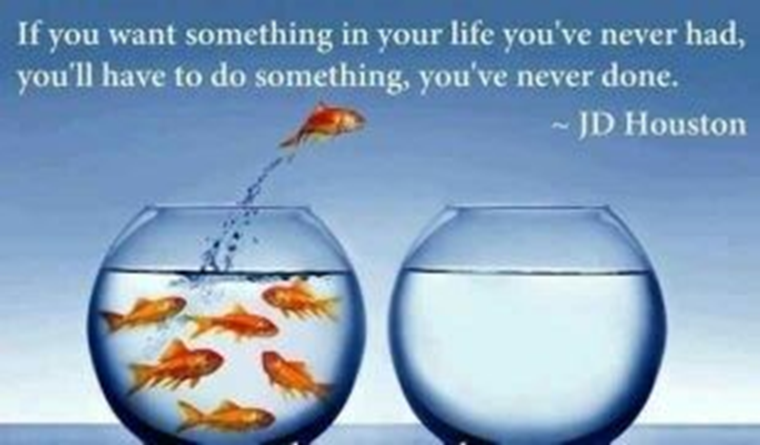 If you want something in your life you've never had,
you'll have to do something, you've never done.
~ JD Houston